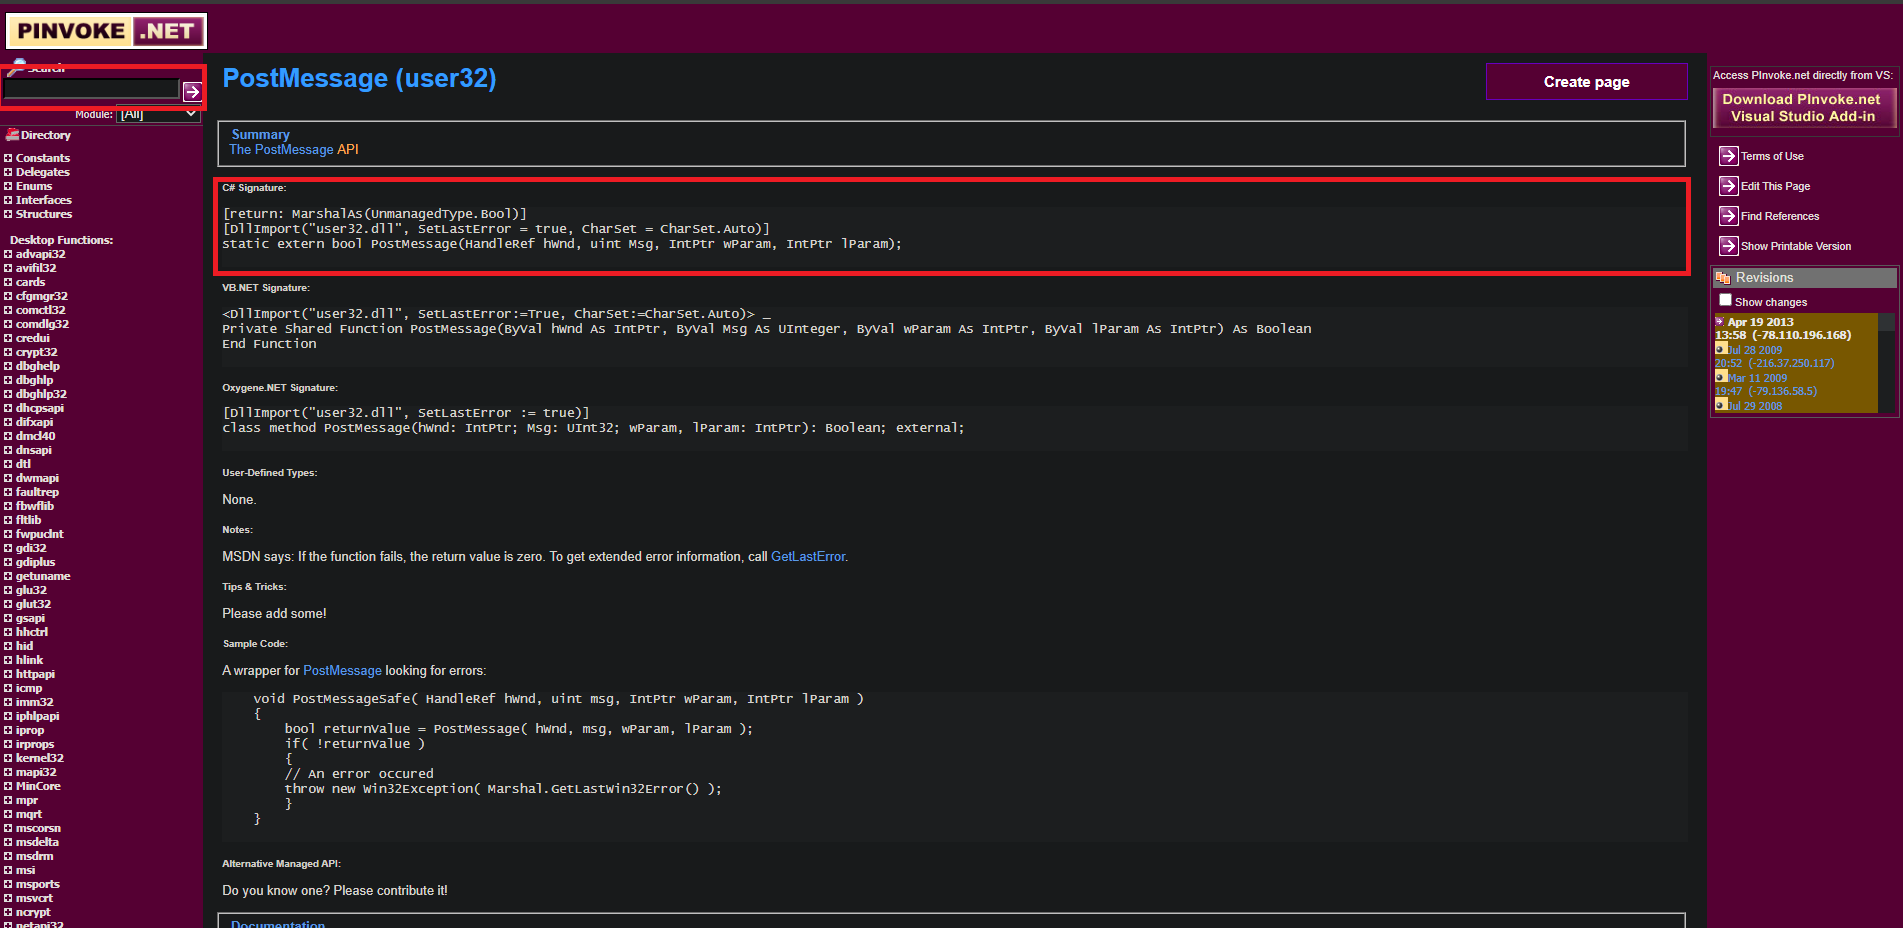 PINVOKE .NET
Search
Module: [All]
Directory
Constants
Delegates
Enums
Interfaces
Structures
Desktop Functions:
advapi32
avifil32
cards
cfgmgr32
comctl32
comdlg32
credui
crypt32
dbghelp
dbghlp
dbghlp32
dhcpsapi
difxapi
dmcl40
dnsapi
dtl
dwmapi
faultrep
fbwflib
fltlib
fwpuclnt
gdi32
gdiplus
getuname
glu32
glut32
gsapi
hhctrl
hid
hlink
httpapi
icmp
imm32
iphlpapi
iprop
irprops
kernel32
mapi32
MinCore
mpr
mqrt
mscorsn
msdelta
msdrm
msi
msports
msvcrt
ncrypt
netapi32
PostMessage (user32)
Create page
Summary
The PostMessage API
C# Signature:
[return: MarshalAs(UnmanagedType.Bool)]
[DllImport("user32.dll", SetLastError = true, CharSet = CharSet.Auto)]
static extern bool PostMessage(HandleRef hWnd, uint Msg, IntPtr wParam, IntPtr lParam);
VB.NET Signature:
<DllImport("user32.dll", SetLastError:=True, CharSet:=CharSet.Auto)> _
Private Shared Function PostMessage(ByVal hWnd As IntPtr, ByVal Msg As UInteger, ByVal wParam As IntPtr, ByVal lParam As IntPtr) As Boolean
End Function
Oxygene.NET Signature:
[DllImport("user32.dll", SetLastError := true)]
class method PostMessage(hWnd: IntPtr; Msg: UInt32; wParam, lParam: IntPtr): Boolean; external;
User-Defined Types:
None.
Notes:
MSDN says: If the function fails, the return value is zero. To get extended error information, call GetLastError.
Tips & Tricks:
Please add some!
Sample Code:
A wrapper for PostMessage looking for errors:
void PostMessageSafe( HandleRef hWnd, uint msg, IntPtr wParam, IntPtr lParam )
{
bool returnValue = PostMessage( hWnd, msg, wParam, lParam );
if( !returnValue )
{
// An error occured
throw new Win32Exception( Marshal.GetLastWin32Error() );
}
}
Alternative Managed API:
Do you know one? Please contribute it!
Documentation
Access PInvoke.net directly from VS:
Download PInvoke.net
Visual Studio Add-in
Terms of Use
Edit This Page
Find References
Show Printable Version
Revisions
Show changes
Apr 19 2013
13:58 (-78.110.196.168)
Jul 28 2009
20:52 (-216.37.250.117)
Mar 11 2009
19:47 (-79.136.58.5)
Jul 29 2008